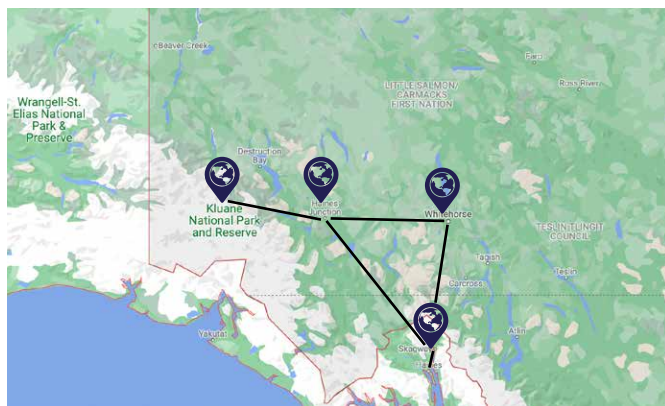 Beaver Creek
Faro
Ross River
LITTLE SALMON/
CARMACKS
FIRST NATION
Wrangell-St.
Elias National
Park &
Preserve
Destruction
Bay
Haines
Junction
Kluane
National Park
and Reserve
Whitehorse
TESLIN TLINGIT
COUNCIL
Tagish
Teslin
Carcross
Yakutat
Atlin
Skagway
Haines